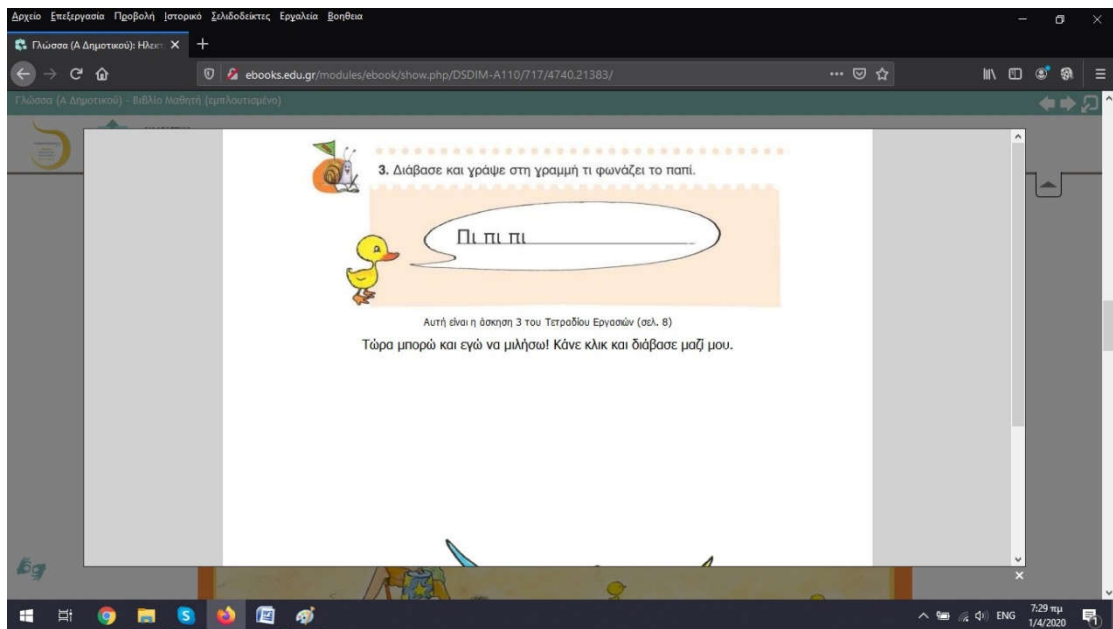 Αρχείο Επεξεργασία Προβολή Ιστορικό Σελιδοδείκτες Εργαλεία Βοήθεια
Γλώσσα (Α Δημοτικού): Ηλεκτ
ebooks.edu.gr/modules/ebook/show.php/DSDIM-A110/717/4740.21383/
Γλώσσα (Α Δημοτικού) - Βιβλίο Μαθητή (εμπλουτισμένο)
3. Διάβασε και γράψε στη γραμμή τι φωνάζει το παπί.
Πι πι πι
Αυτή είναι η άσκηση 3 του Τετραδίου Εργασιών (σελ. 8)
Τώρα μπορώ και εγώ να μιλήσω! Κάνε κλικ και διάβασε μαζί μου.
ENG
7:29 πμ
1/4/2020